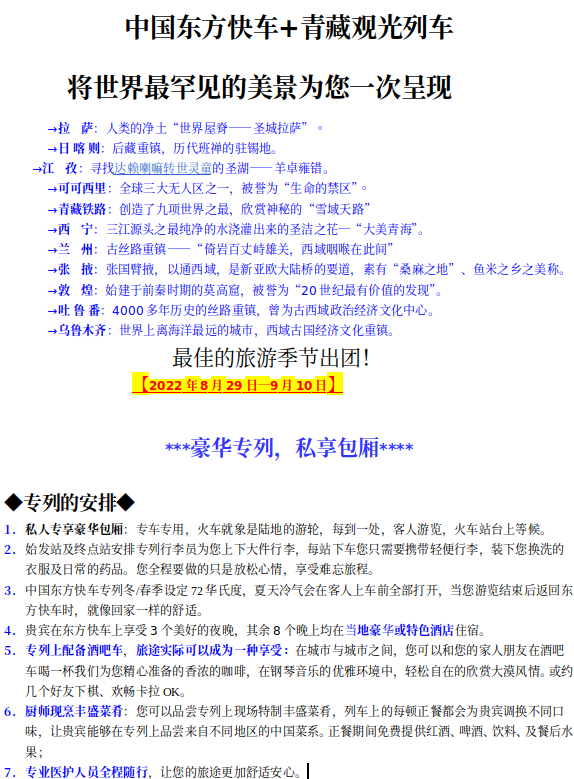 中国东方快车+青藏观光列车
将世界最罕见的美景为您一次呈现
→拉　萨：人类的净土“世界屋脊——圣城拉萨”。
→日喀则：后藏重镇，历代班禅的驻锡地。
→江　孜：寻找达赖喇嘛转世灵童的圣湖——羊卓雍错。
→可可西里：全球三大无人区之一，被誉为“生命的禁区”。
→青藏铁路：创造了九项世界之最，欣赏神秘的“雪域天路”
→西　宁：三江源头之最纯净的水浇灌出来的圣洁之花—“大美青海”。
→兰　州：古丝路重镇——“倚岩百丈峙雄关，西域咽喉在此间”
→张　掖：张国臂掖，以通西域，是新亚欧大陆桥的要道，素有“桑麻之地”、鱼米之乡之美称。
→敦　煌：始建于前秦时期的莫高窟，被誉为“20世纪最有价值的发现”。
→吐鲁番：4000多年历史的丝路重镇，曾为古西域政治经济文化中心。
→乌鲁木齐：世界上离海洋最远的城市，西域古国经济文化重镇。
最佳的旅游季节出团！
【2022年8月29日—9月10日】
***豪华专列，私享包厢****
◆专列的安排◆
1．私人专享豪华包厢：专车专用，火车就象是陆地的游轮，每到一处，客人游览，火车站台上等候。
2．始发站及终点站安排专列行李员为您上下大件行李，每站下车您只需要携带轻便行李，装下您换洗的
衣服及日常的药品。您全程要做的只是放松心情，享受难忘旅程。
3．中国东方快车专列冬/春季设定72华氏度，夏天冷气会在客人上车前全部打开，当您游览结束后返回东
方快车时，就像回家一样的舒适。
4．贵宾在东方快车上享受3个美好的夜晚，其余8个晚上均在当地豪华或特色酒店住宿。
5．专列上配备酒吧车，旅途实际可以成为一种享受：在城市与城市之间，您可以和您的家人朋友在酒吧
车喝一杯我们为您精心准备的香浓的咖啡，在钢琴音乐的优雅环境中，轻松自在的欣赏大漠风情。或约
几个好友下棋、欢畅卡拉OK。
6．厨师现烹丰盛菜肴：您可以品尝专列上现场特制丰盛菜肴，列车上的每顿正餐都会为贵宾调换不同口
味，让贵宾能够在专列上品尝来自不同地区的中国菜系。正餐期间免费提供红酒、啤酒、饮料、及餐后水
果；
7．专业医护人员全程随行，让您的旅途更加舒适安心。